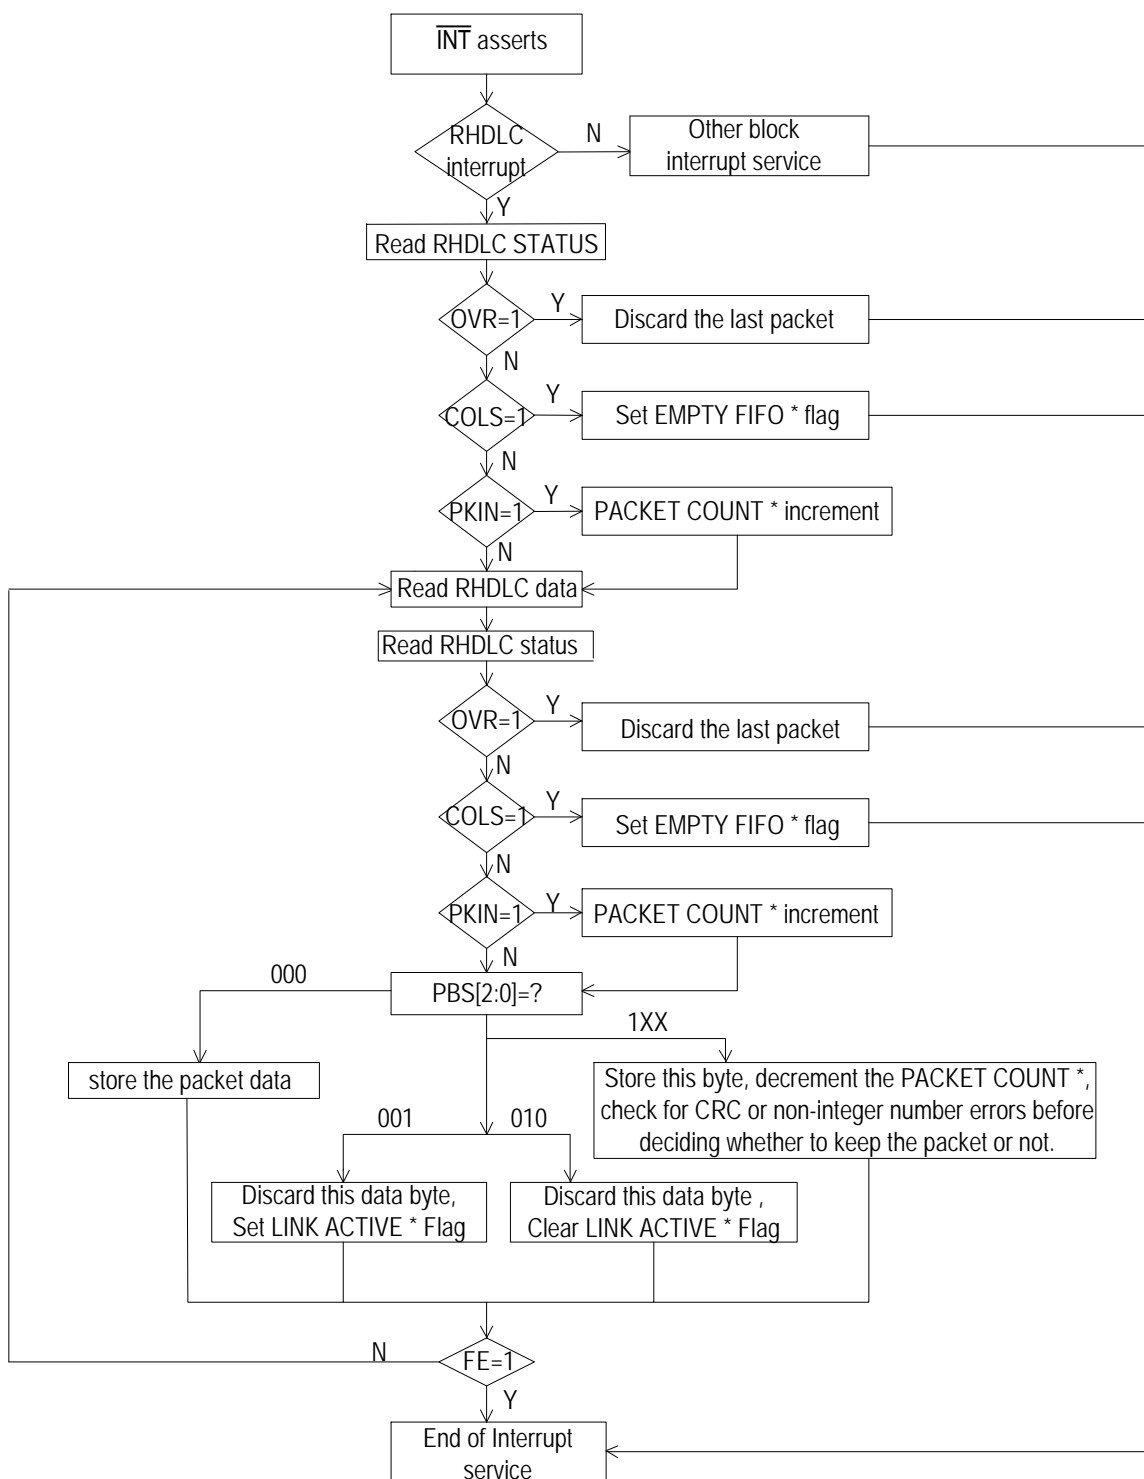 INT asserts
RHDLC
interrupt
N
Other block
interrupt service
Y
Read RHDLC STATUS
OVR=1
Y
Discard the last packet
N
COLS=1
Y
Set EMPTY FIFO * flag
N
PKIN=1
Y
PACKET COUNT * increment
N
Read RHDLC data
Read RHDLC status
OVR=1
Y
Discard the last packet
N
COLS=1
Y
Set EMPTY FIFO * flag
N
PKIN=1
Y
PACKET COUNT * increment
N
000
PBS[2:0]=?
1XX
store the packet data
Store this byte, decrement the PACKET COUNT *,
check for CRC or non-integer number errors before
deciding whether to keep the packet or not.
001
010
Discard this data byte,
Set LINK ACTIVE * Flag
Discard this data byte ,
Clear LINK ACTIVE * Flag
N
FE=1
Y
End of Interrupt
service